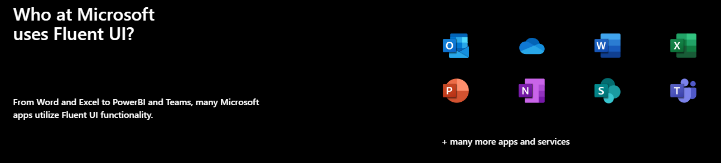 Who at Microsoft
uses Fluent UI?
From Word and Excel to PowerBI and Teams, many Microsoft
apps utilize Fluent UI functionality.
O
W
X
P
N
S
T
+ many more apps and services